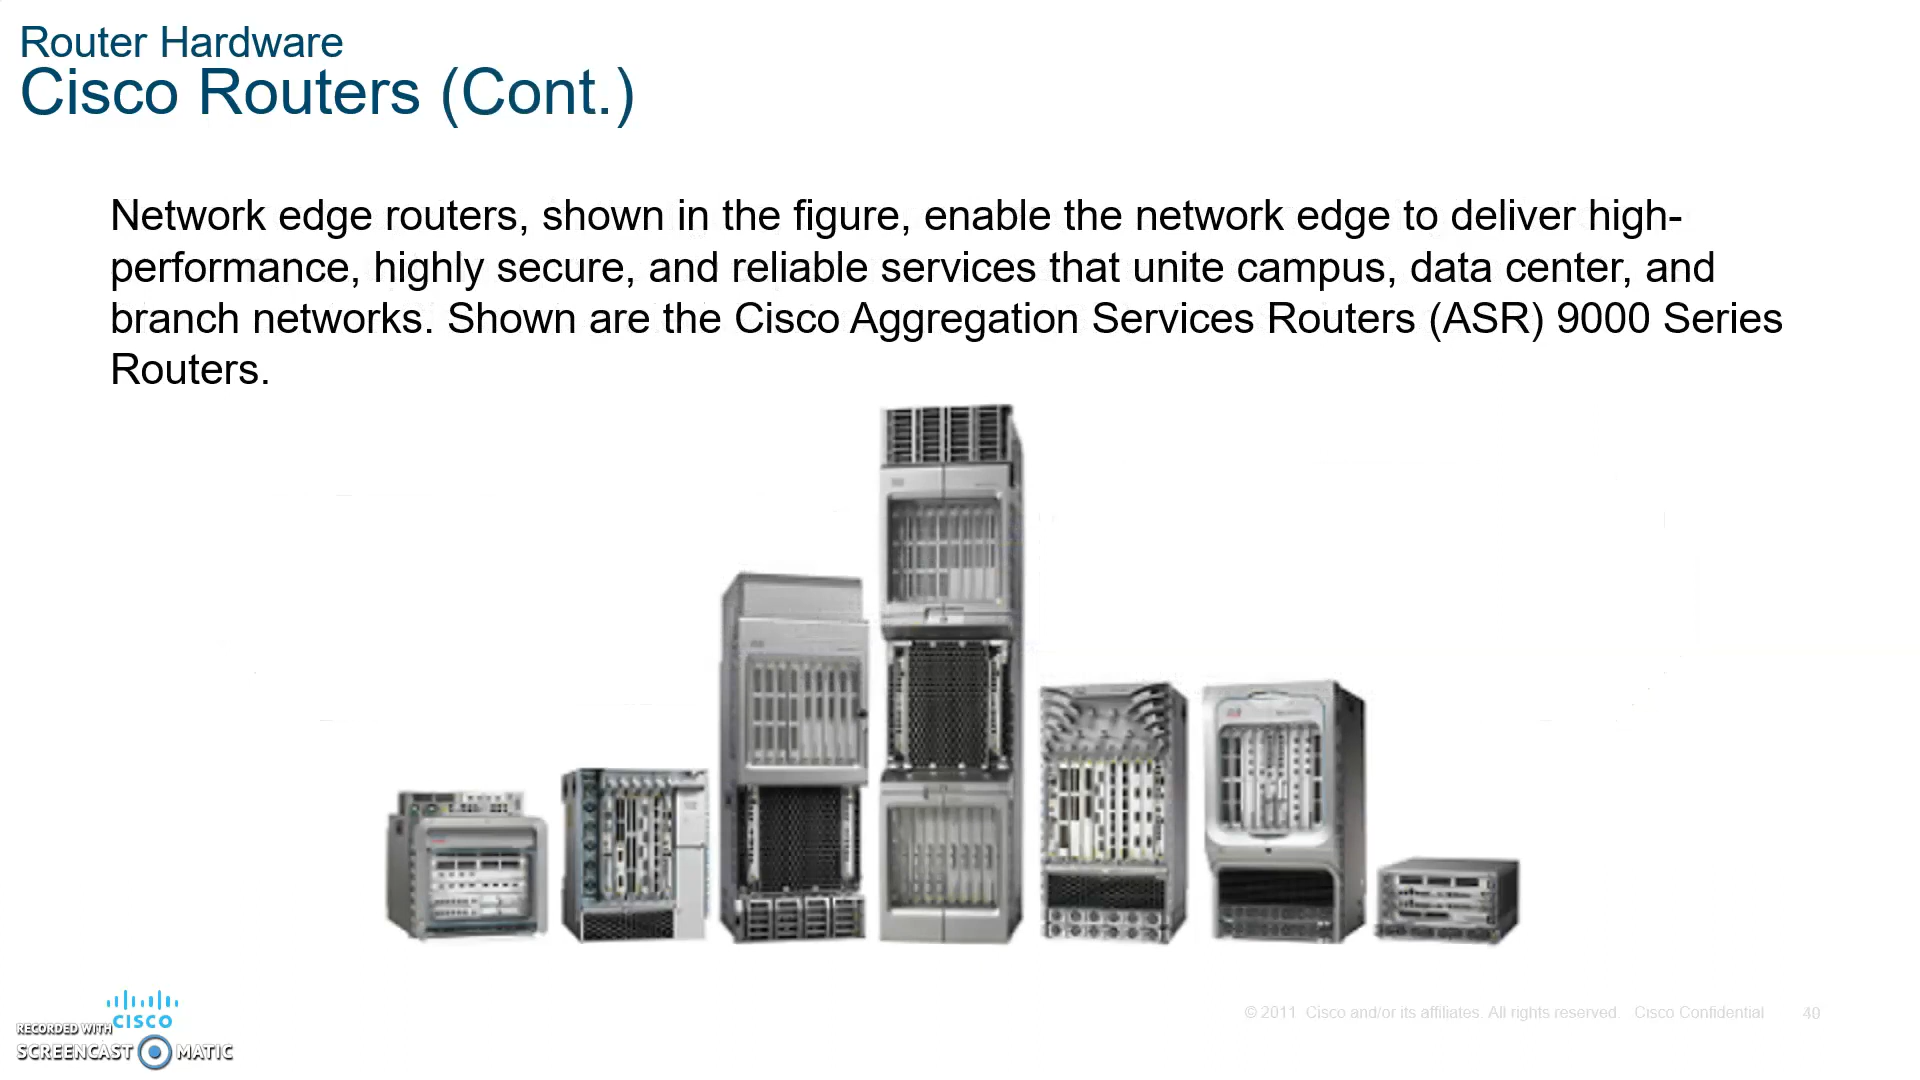 Router Hardware
Cisco Routers (Cont.)
Network edge routers, shown in the figure, enable the network edge to deliver high-
performance, highly secure, and reliable services that unite campus, data center, and
branch networks. Shown are the Cisco Aggregation Services Routers (ASR) 9000 Series
Routers.
CISCO
RECORDED WITH
SCREENCAST MATIC
© 2011 Cisco and/or its affiliates. All rights reserved. Cisco Confidential 40